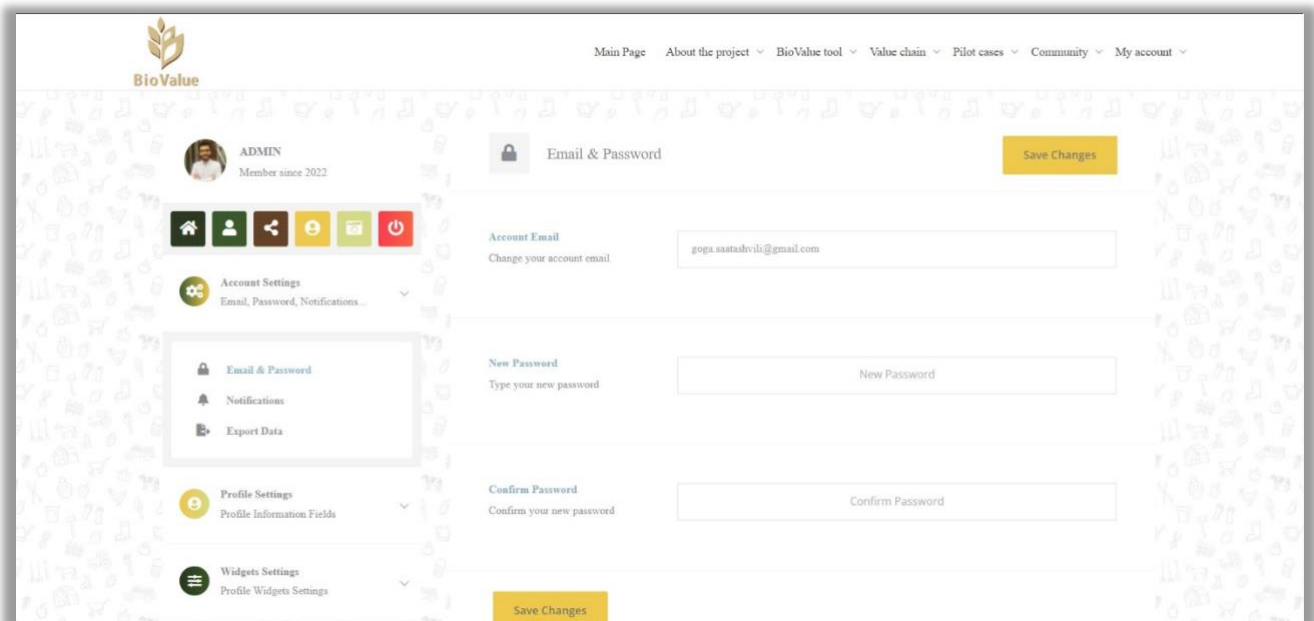 BioValue
Main Page About the project BioValue tool Value chain Pilot cases Community My account
ADMIN
Member since 2022
Account Settings
Email, Password, Notifications...
Email & Password
Notifications
Export Data
Profile Settings
Profile Information Fields
Widgets Settings
Profile Widgets Settings
Email & Password
Save Changes
Account Email
Change your account email
goga.saatashvili@gmail.com
New Password
Type your new password
New Password
Confirm Password
Confirm your new password
Confirm Password
Save Changes